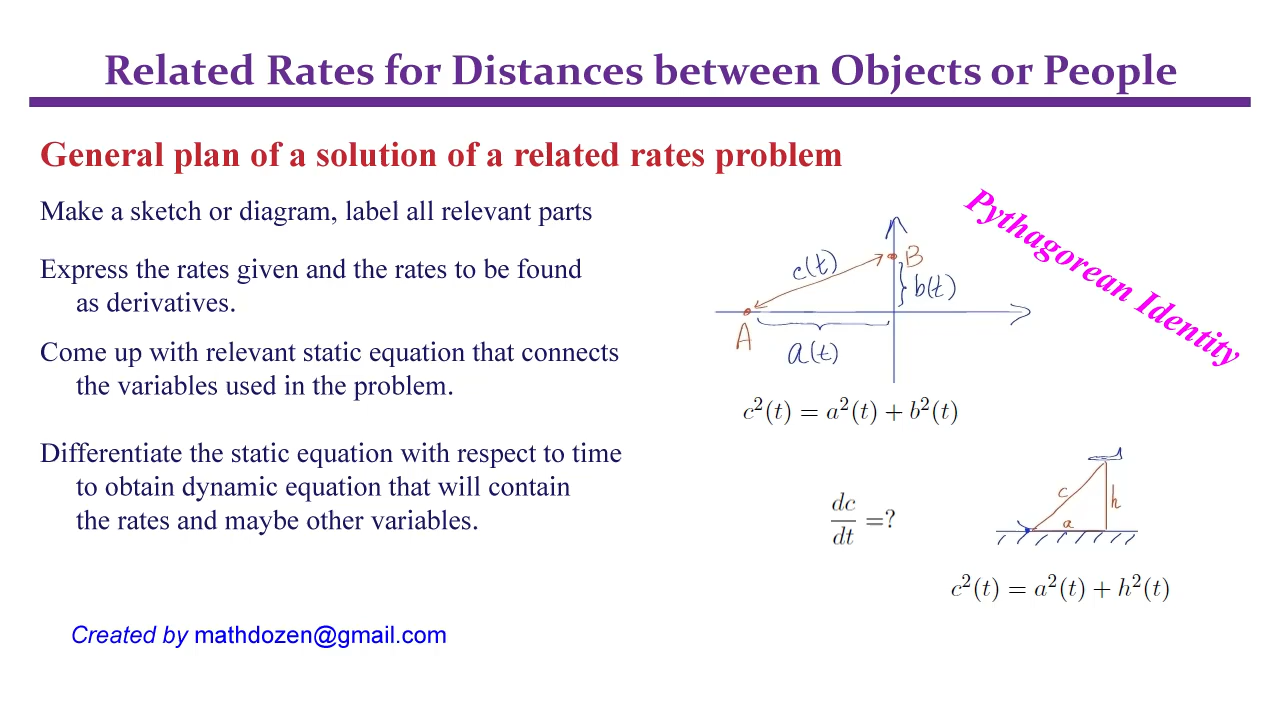 Related Rates for Distances between Objects or People
General plan of a solution of a related rates problem
Make a sketch or diagram, label all relevant parts
Express the rates given and the rates to be found
as derivatives.
Come up with relevant static equation that connects
the variables used in the problem.
Differentiate the static equation with respect to time
to obtain dynamic equation that will contain
the rates and maybe other variables.
Created by mathdozen@gmail.com
Pythagorean Identity
c(t)
B
b(t)
A
a(t)
c²(t) = a²(t) + b²(t)
dc/dt =?
c
h
a
c²(t) = a²(t) + h²(t)